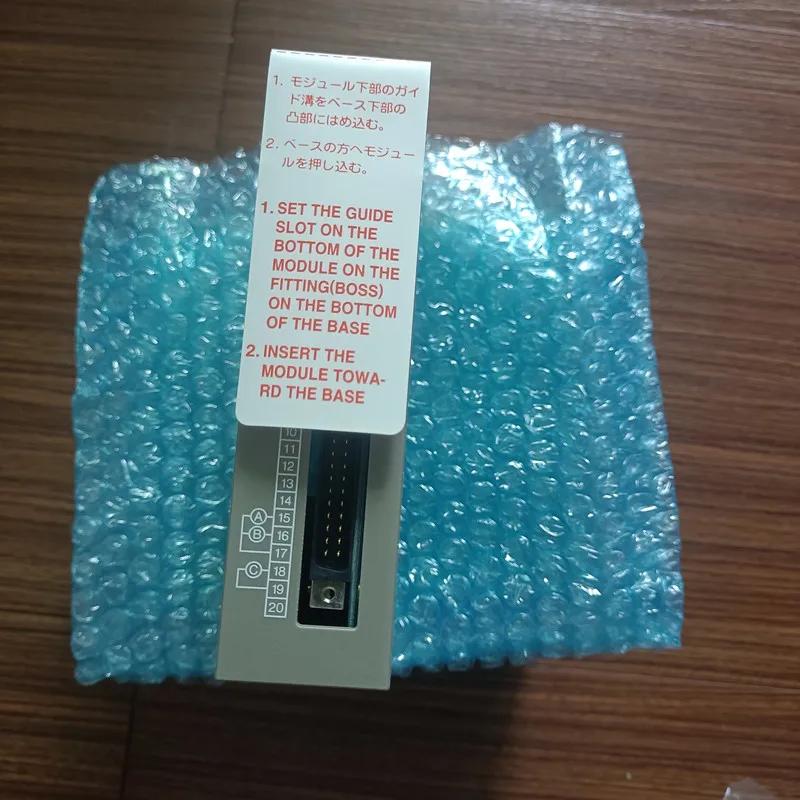 1. モジュール下部のガイ
ド溝をベース下部の
凸部にはめ込む。
2. ベースの方へモジュー
ルを押し込む。
1. SET THE GUIDE
SLOT ON THE
BOTTOM OF THE
MODULE ON THE
FITTING(BOSS)
ON THE BOTTOM
OF THE BASE
2. INSERT THE
MODULE TOWA-
RD THE BASE
10
11
12
13
14
A 15
B 16
17
C 18
19
20